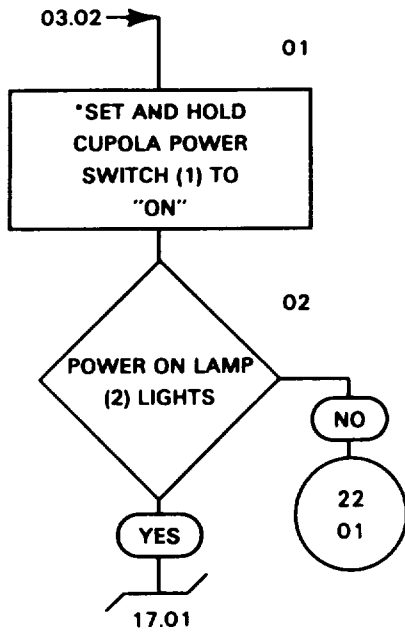 03.02
01
"SET AND HOLD
CUPOLA POWER
SWITCH (1) TO
"ON"
02
POWER ON LAMP
(2) LIGHTS
NO
22
01
YES
17.01